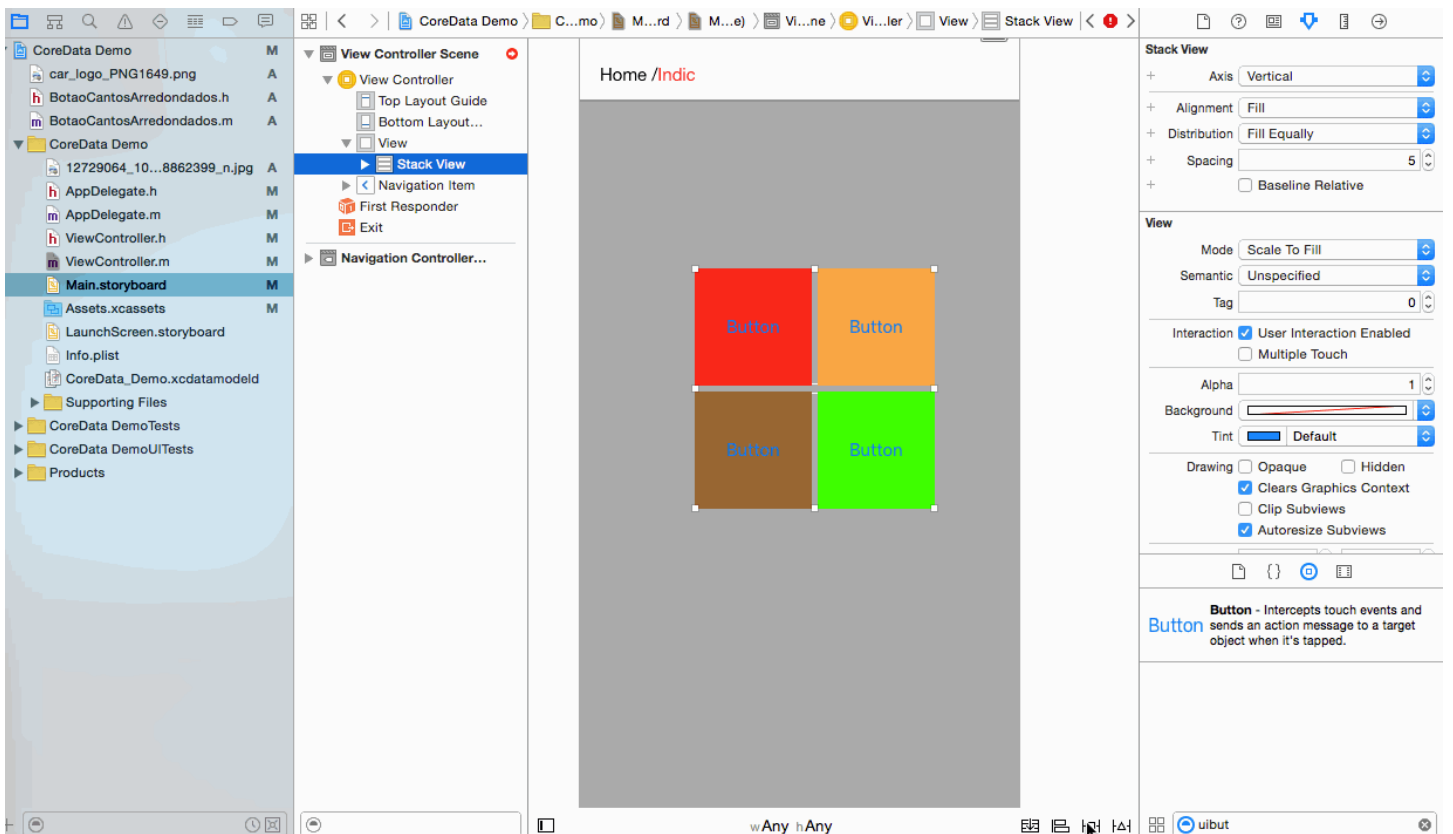 CoreData Demo C...mo) M...rd M...e) Vi...ne Vi...ler View Stack View
CoreData Demo M
car_logo_PNG1649.png A
BotaoCantosArredondados.h A
BotaoCantosArredondados.m A
CoreData Demo
12729064_10...8862399_n.jpg A
AppDelegate.h M
AppDelegate.m M
ViewController.h M
ViewController.m M
Main.storyboard M
Assets.xcassets M
LaunchScreen.storyboard
Info.plist
CoreData_Demo.xcdatamodeld
Supporting Files
CoreData DemoTests
CoreData DemoUITests
Products
View Controller Scene
View Controller
Top Layout Guide
Bottom Layout...
View
Stack View
Navigation Item
First Responder
Exit
Navigation Controller...
Home /Indic
Button Button
Button Button
wAny hAny
Stack View
Axis Vertical
Alignment Fill
Distribution Fill Equally
Spacing 5
Baseline Relative
View
Mode Scale To Fill
Semantic Unspecified
Tag 0
Interaction User Interaction Enabled
Multiple Touch
Alpha 1
Background
Tint Default
Drawing Opaque Hidden
Clears Graphics Context
Clip Subviews
Autoresize Subviews
Button Button - Intercepts touch events and
sends an action message to a target
object when it's tapped.
uibut